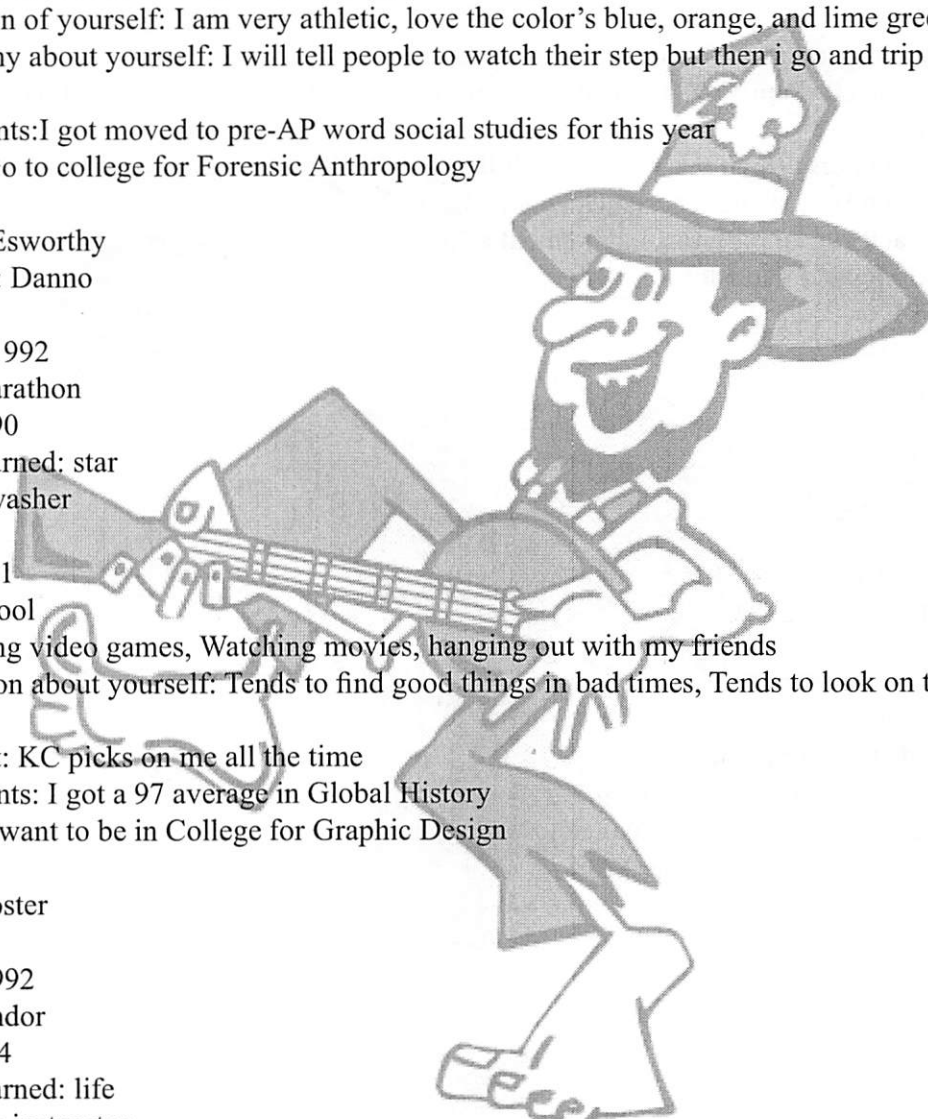 n of yourself: I am very athletic, love the color's blue, orange, and lime gree
ny about yourself: I will tell people to watch their step but then i go and trip
nts:I got moved to pre-AP word social studies for this year
o to college for Forensic Anthropology
Esworthy
: Danno
1992
arathon
90
arned: star
washer
1
ool
ng video games, Watching movies, hanging out with my friends
on about yourself: Tends to find good things in bad times, Tends to look on t
t: KC picks on me all the time
nts: I got a 97 average in Global History
want to be in College for Graphic Design
oster
992
ador
4
arned: life